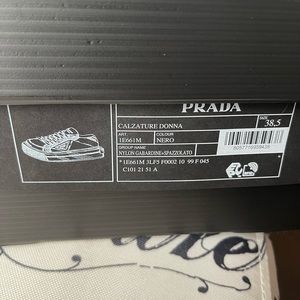 PRADA
CALZATURE DONNA
SIZE
38,5
ART.
COLOUR
1E661M
NERO
GROUP NAME
NYLON GABARDINE+SPAZZOLATO
*1E661M 3LF5 F0002 10 99 F 045
C101 21 51 A